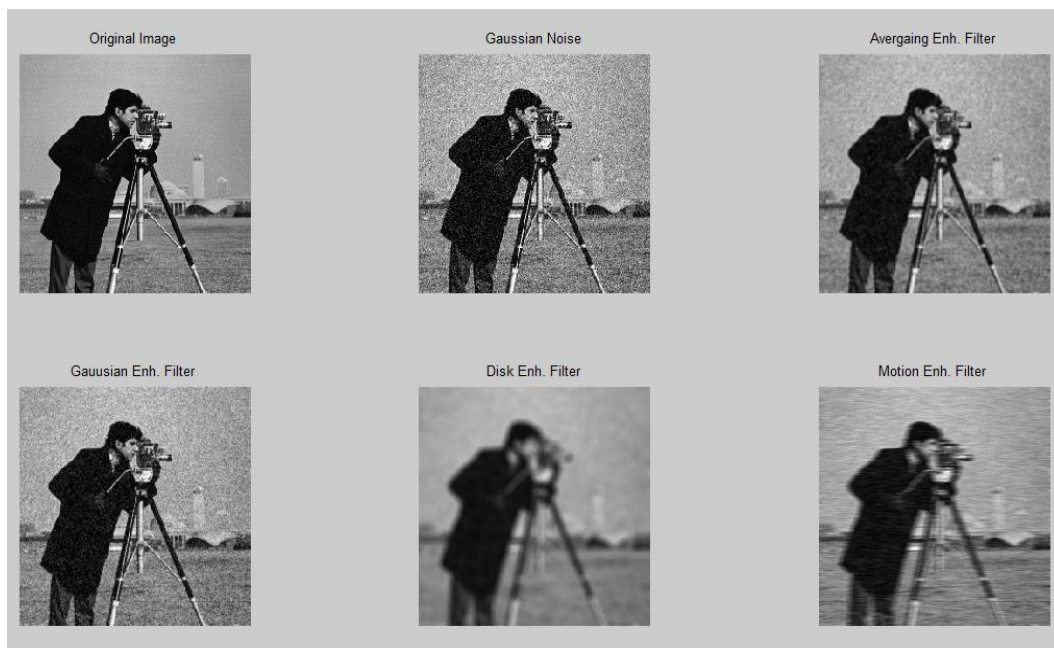 Original Image
Gaussian Noise
Avergaing Enh. Filter
Gauusian Enh. Filter
Disk Enh. Filter
Motion Enh. Filter